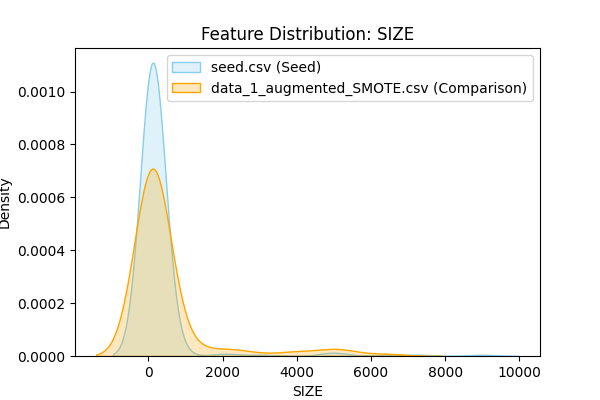 Feature Distribution: SIZE
seed.csv (Seed)
data_1_augmented_SMOTE.csv (Comparison)
0.0010
0.0008
0.0006
0.0004
0.0002
0.0000
Density
0 2000 4000 6000 8000 10000
SIZE